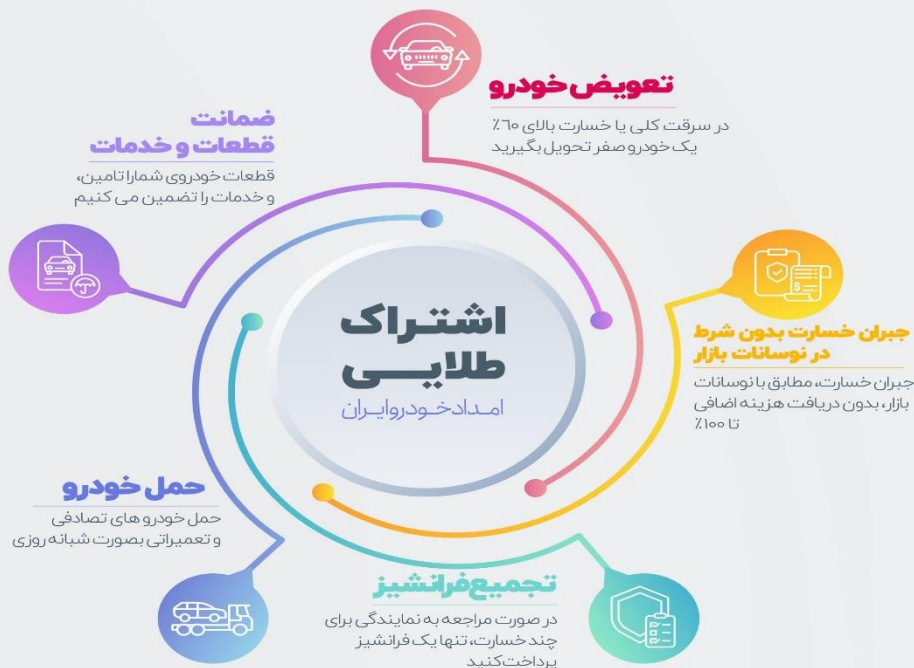 تعویض خودرو
در سرقت کلی یا خسارت بالای ۶۰٪
یک خودرو صفر تحویل بگیرید
ضمانت
قطعات و خدمات
قطعات خودروی شما را تامین،
و خدمات را تضمین می کنیم
اشتراک
طلایی
امداد خودرو ایران
جبران خسارت بدون شرط
در نوسانات بازار
جبران خسارت، مطابق با نوسانات
بازار، بدون دریافت هزینه اضافی
تا ۱۰۰٪
حمل خودرو
حمل خودرو های تصادفی
و تعمیراتی بصورت شبانه روزی
تجمیع فرانشیز
در صورت مراجعه به نمایندگی برای
چند خسارت، تنها یک فرانشیز
پرداخت کنید